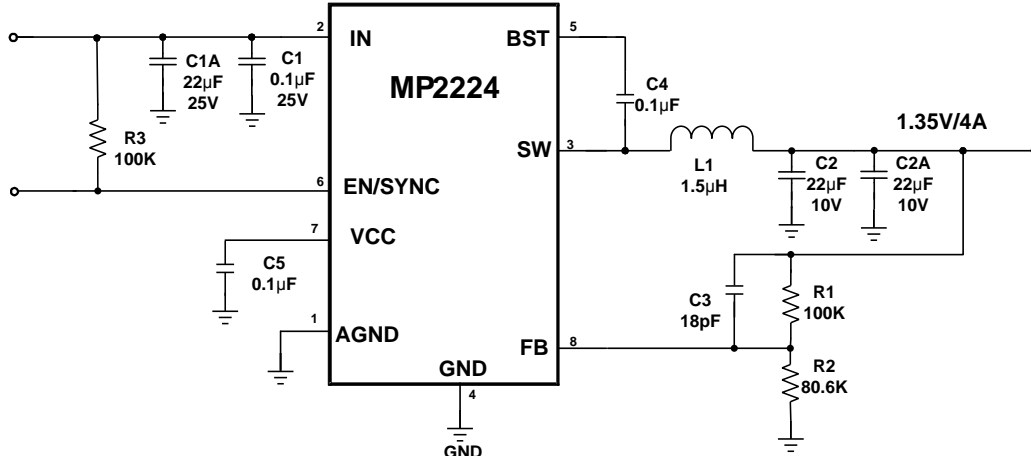 2
IN
C1A
22µF
25V
C1
0.1µF
25V
R3
100K
MP2224
BST
5
C4
0.1µF
SW
3
L1
1.5µH
1.35V/4A
C2
22µF
10V
C2A
22µF
10V
6
EN/SYNC
7
VCC
C5
0.1µF
1
AGND
C3
18pF
R1
100K
FB
8
R2
80.6K
GND
4
GND